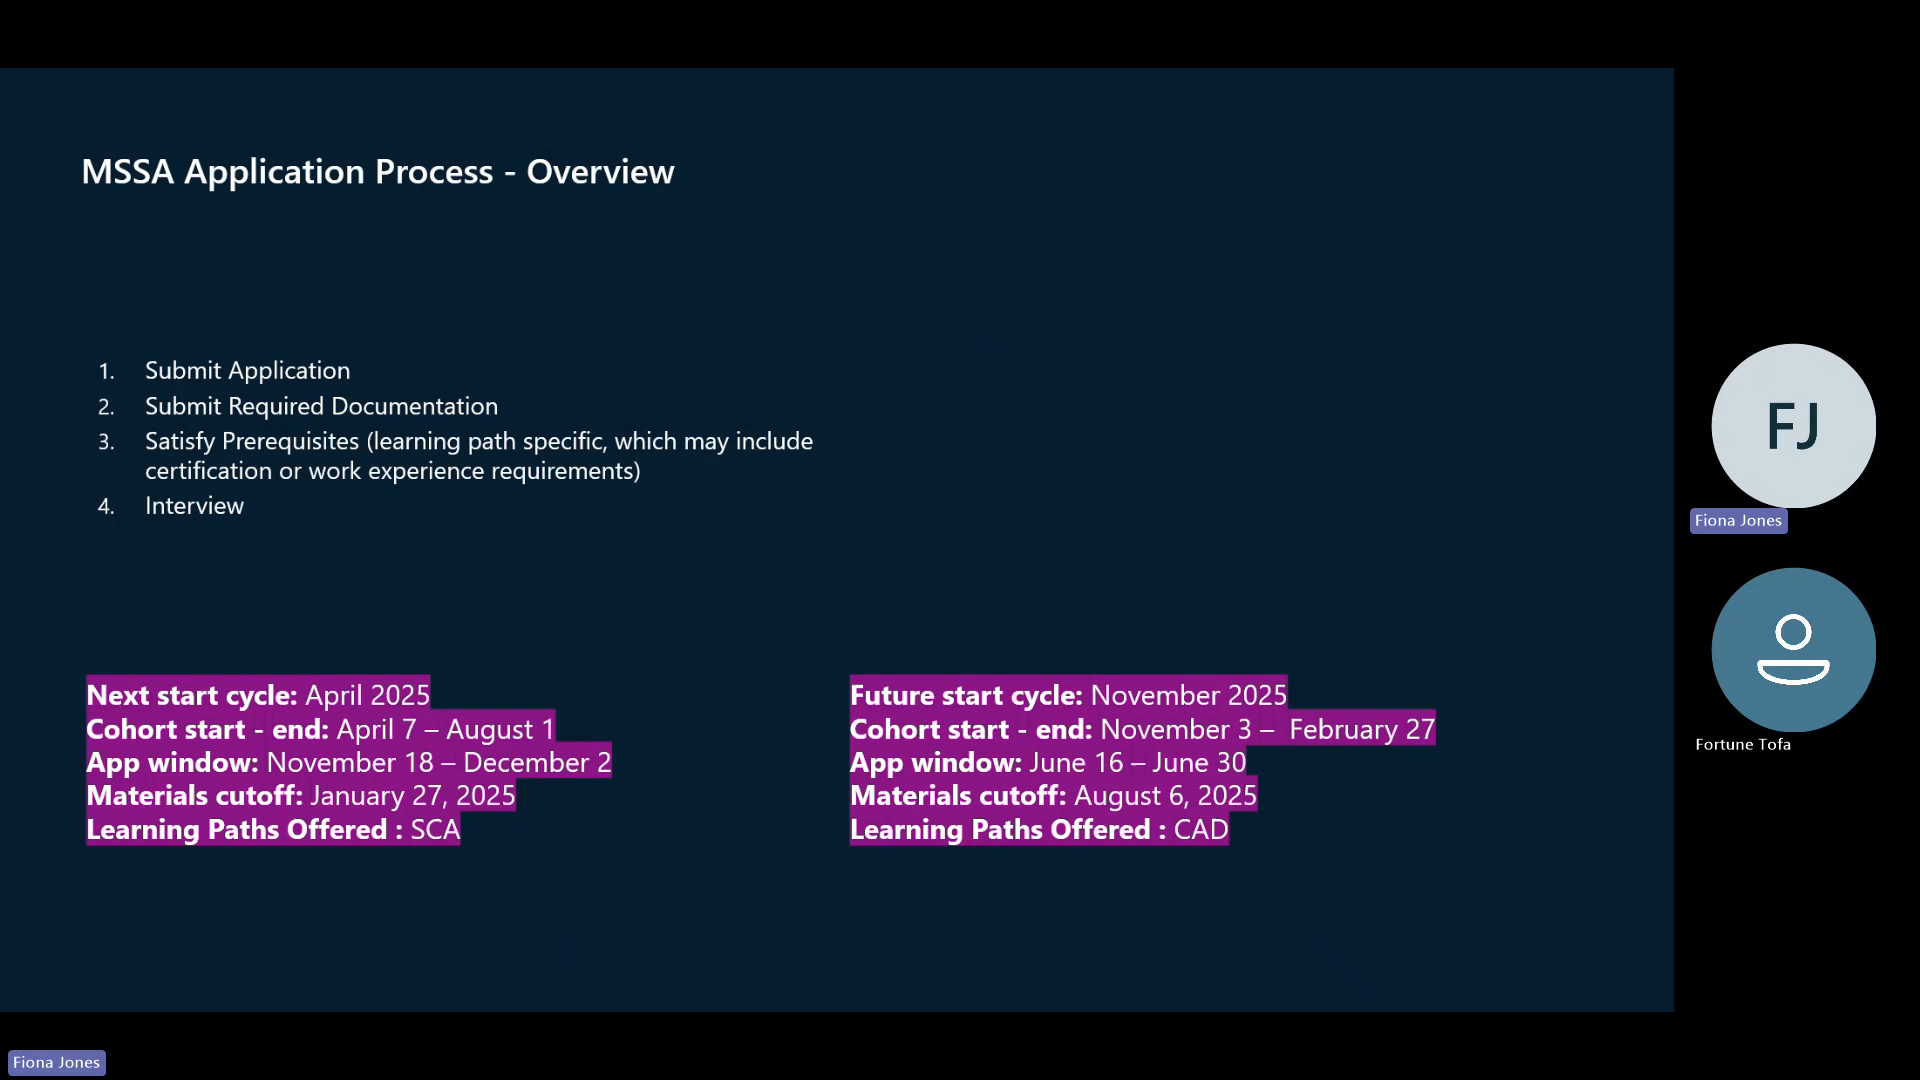 MSSA Application Process - Overview
1. Submit Application
2. Submit Required Documentation
3. Satisfy Prerequisites (learning path specific, which may include
certification or work experience requirements)
4. Interview
Next start cycle: April 2025
Cohort start - end: April 7 – August 1
App window: November 18 – December 2
Materials cutoff: January 27, 2025
Learning Paths Offered : SCA
Future start cycle: November 2025
Cohort start - end: November 3 – February 27
App window: June 16 – June 30
Materials cutoff: August 6, 2025
Learning Paths Offered : CAD
FJ
Fiona Jones
Fortune Tofa
Fiona Jones